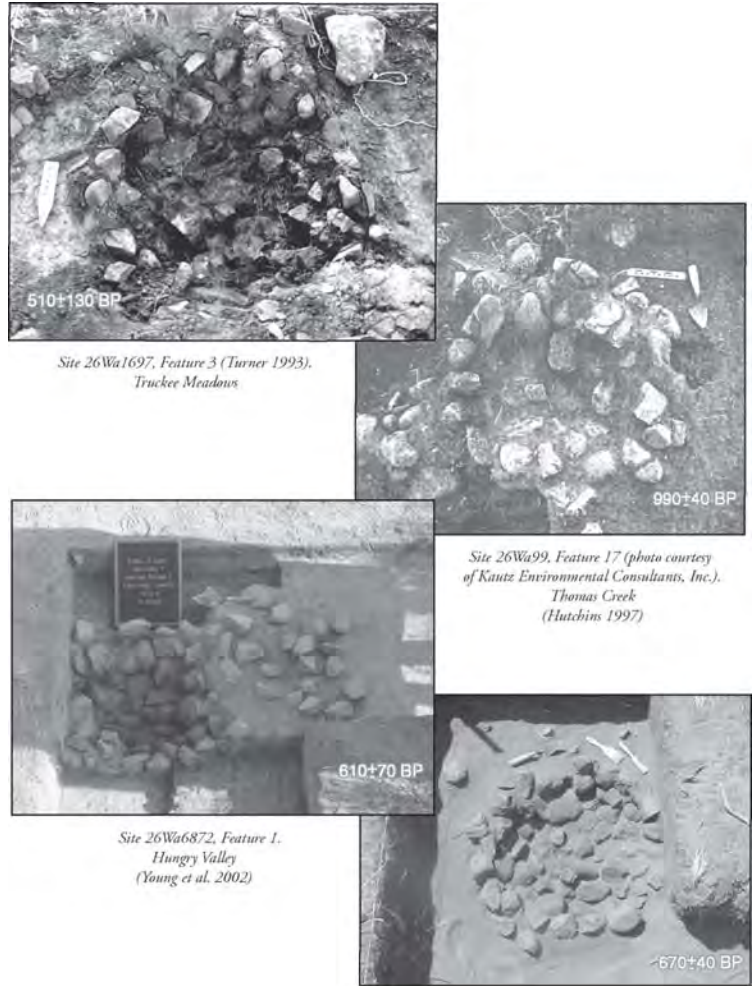 510±130 BP
Site 26Wa1697, Feature 3 (Turner 1993).
Truckee Meadows
990±40 BP
Site 26Wa99, Feature 17 (photo courtesy
of Kautz Environmental Consultants, Inc.).
Thomas Creek
(Hutchins 1997)
610±70 BP
Site 26Wa6872, Feature 1.
Hungry Valley
(Young et al. 2002)
670±40 BP